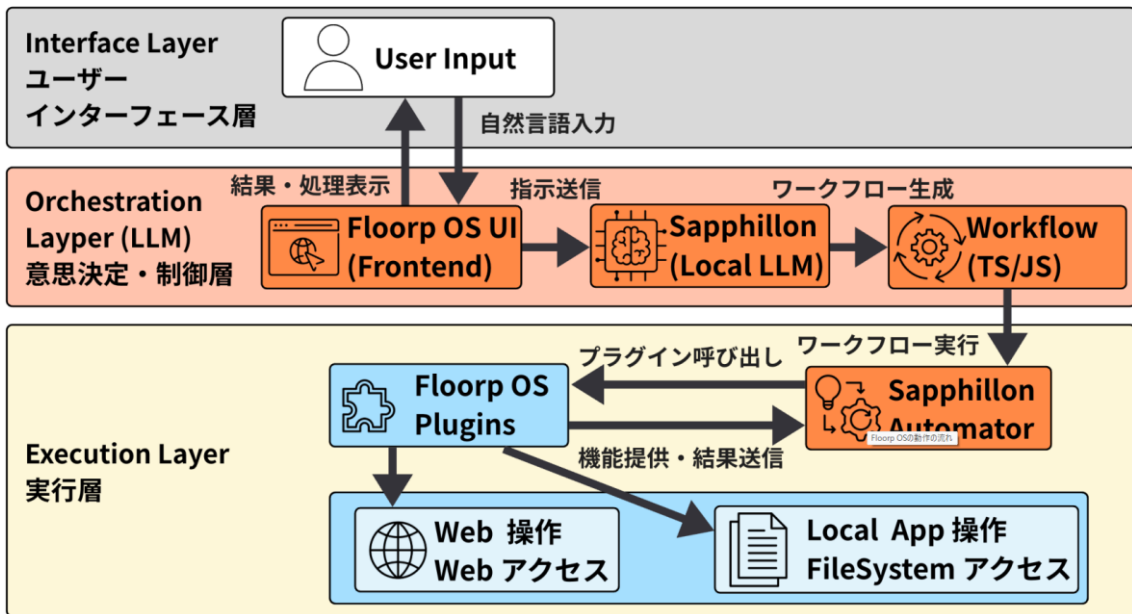 Interface Layer
ユーザー
インターフェース層
User Input
自然言語入力
結果・処理表示
Orchestration
Layper (LLM)
意思決定・制御層
Floorp OS UI
(Frontend)
指示送信
Sapphillon
(Local LLM)
ワークフロー生成
Workflow
(TS/JS)
ワークフロー実行
プラグイン呼び出し
Execution Layer
実行層
Floorp OS
Plugins
Sapphillon
Automator
Floorp OSの動作の流れ
機能提供・結果送信
Web 操作
Web アクセス
Local App 操作
FileSystem アクセス